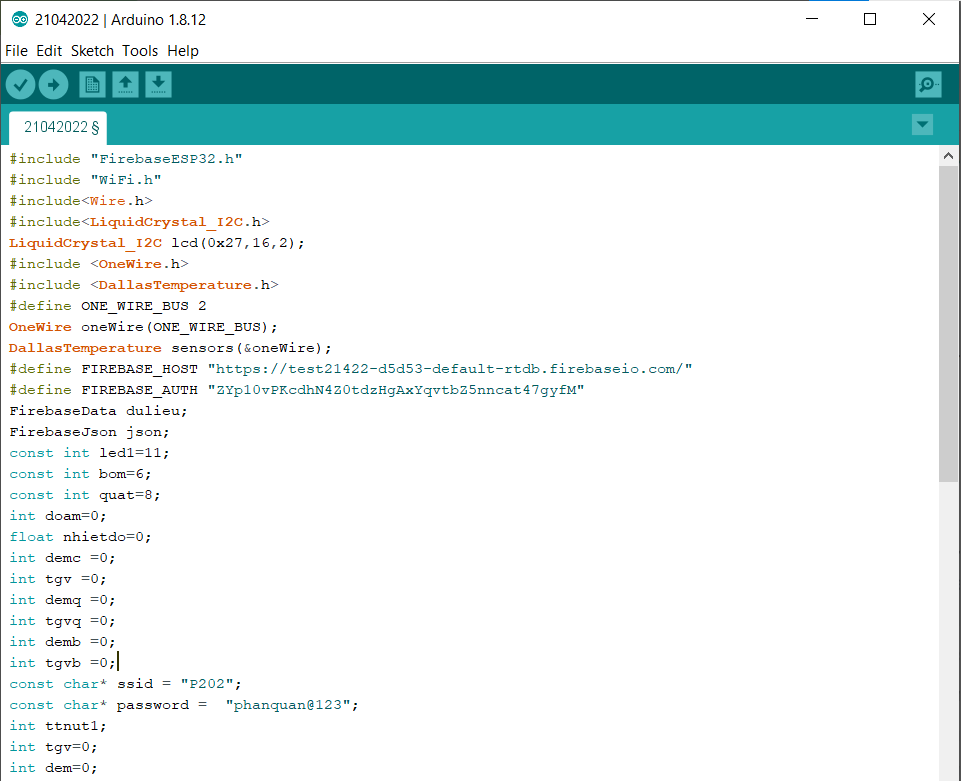 21042022 | Arduino 1.8.12
File Edit Sketch Tools Help
21042022 §
#include "FirebaseESP32.h"
#include "WiFi.h"
#include<Wire.h>
#include<LiquidCrystal_I2C.h>
LiquidCrystal_I2C lcd(0x27,16,2);
#include <OneWire.h>
#include <DallasTemperature.h>
#define ONE_WIRE_BUS 2
OneWire oneWire(ONE_WIRE_BUS);
DallasTemperature sensors(&oneWire);
#define FIREBASE_HOST "https://test21422-d5d53-default-rtdb.firebaseio.com/"
#define FIREBASE_AUTH "ZYp10vPKcdhN4Z0tdzHgAxYqvtbZ5nncat47gyfM"
FirebaseData dulieu;
FirebaseJson json;
const int led1=11;
const int bom=6;
const int quat=8;
int doam=0;
float nhietdo=0;
int demc =0;
int tgv =0;
int demq =0;
int tgvq =0;
int demb =0;
int tgvb =0;
const char* ssid = "P202";
const char* password =  "phanquan@123";
int ttnut1;
int tgv=0;
int dem=0;